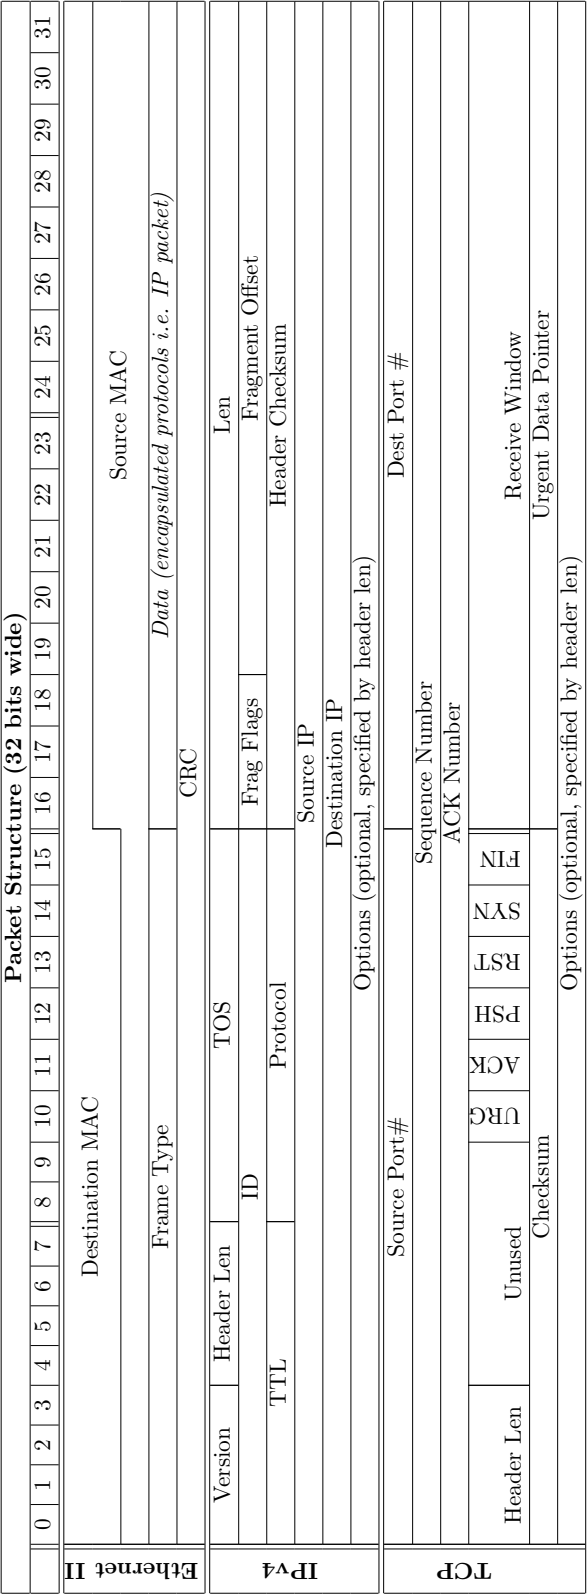 Packet Structure (32 bits wide)
0 1 2 3 4 5 6 7 8 9 10 11 12 13 14 15 16 17 18 19 20 21 22 23 24 25 26 27 28 29 30 31
Ethernet II
Destination MAC
Source MAC
Frame Type Data (encapsulated protocols i.e. IP packet)
CRC
IPv4
Version Header Len TOS Len
ID Frag Flags Fragment Offset
TTL Protocol Header Checksum
Source IP
Destination IP
Options (optional, specified by header len)
TCP
Source Port# Dest Port #
Sequence Number
ACK Number
Header Len Unused URG ACK PSH RST SYN FIN Receive Window
Checksum Urgent Data Pointer
Options (optional, specified by header len)